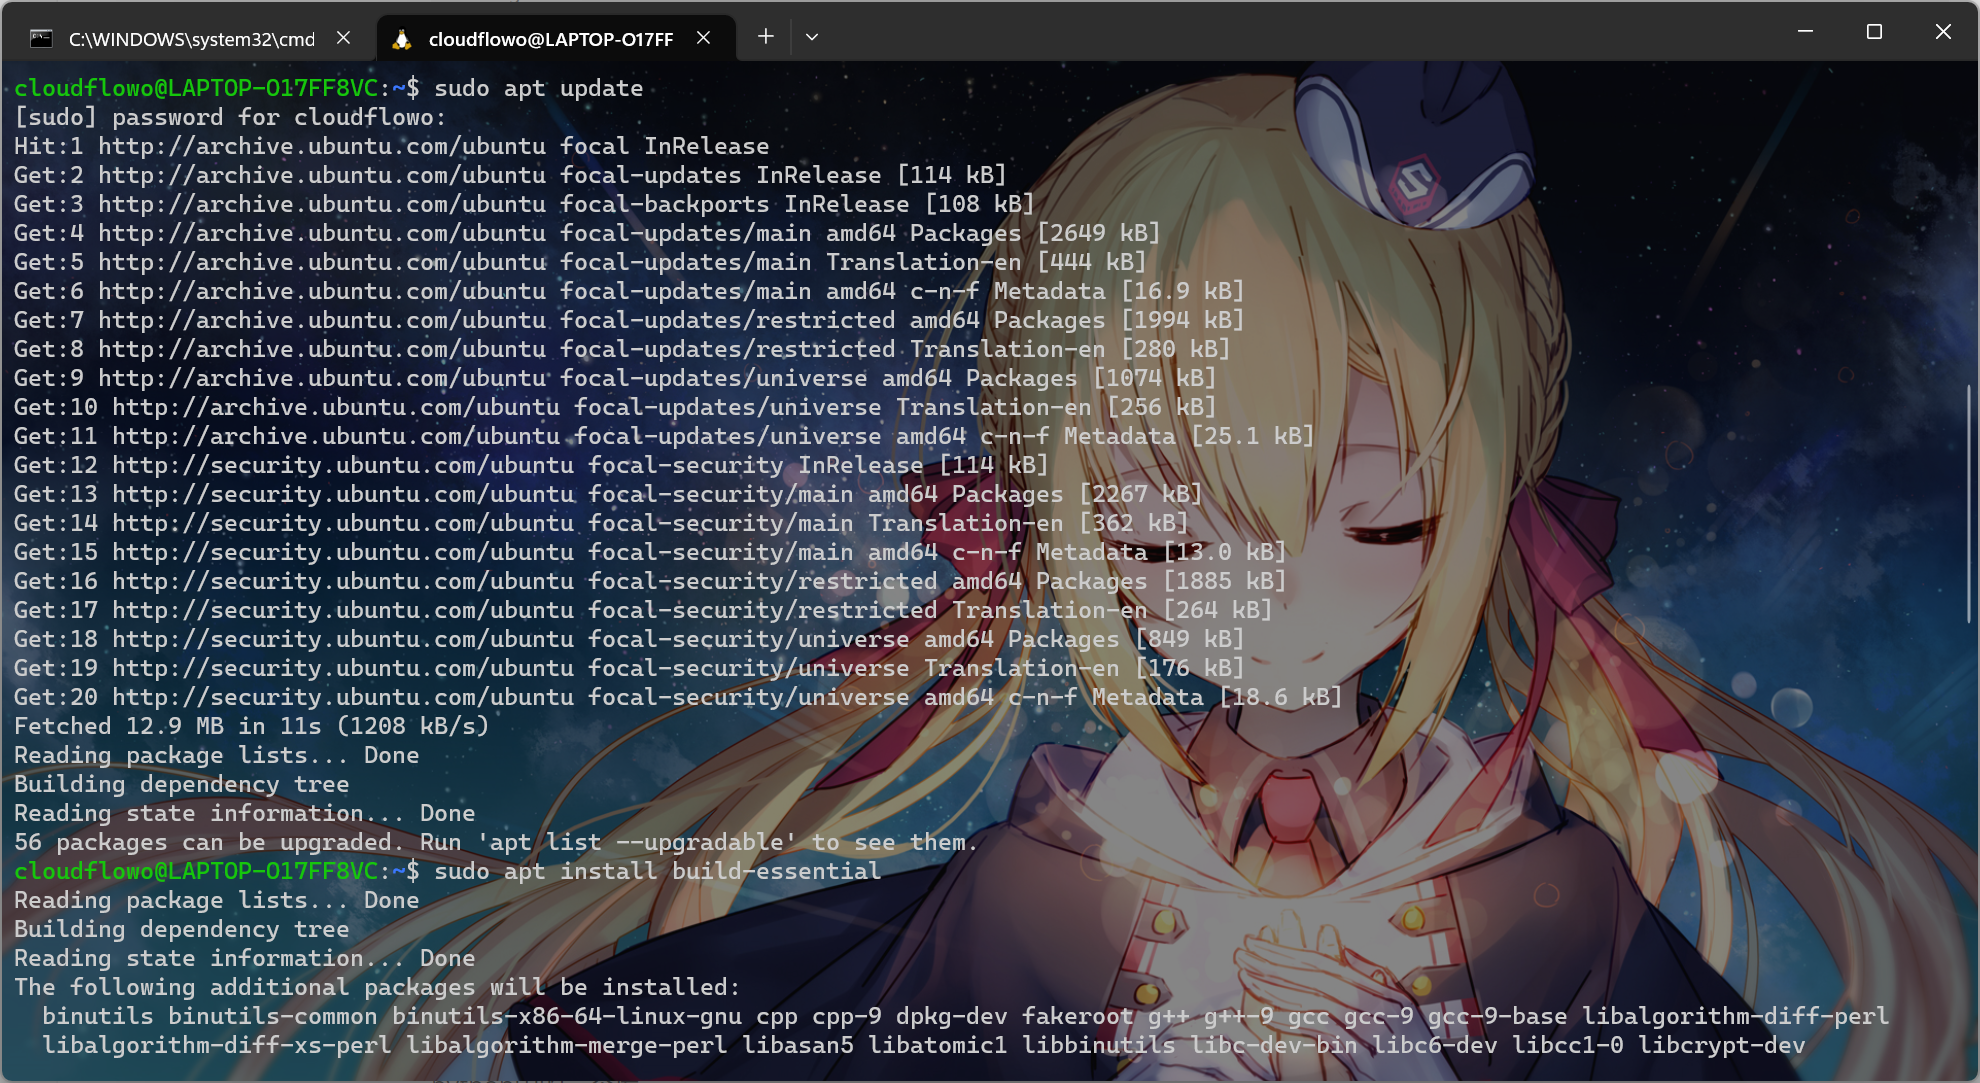 C:\WINDOWS\system32\cmd
cloudflowo@LAPTOP-O17FF
cloudflowo@LAPTOP-O17FF8VC:~$ sudo apt update
[sudo] password for cloudflowo:
Hit:1 http://archive.ubuntu.com/ubuntu focal InRelease
Get:2 http://archive.ubuntu.com/ubuntu focal-updates InRelease [114 kB]
Get:3 http://archive.ubuntu.com/ubuntu focal-backports InRelease [108 kB]
Get:4 http://archive.ubuntu.com/ubuntu focal-updates/main amd64 Packages [2649 kB]
Get:5 http://archive.ubuntu.com/ubuntu focal-updates/main Translation-en [444 kB]
Get:6 http://archive.ubuntu.com/ubuntu focal-updates/main amd64 c-n-f Metadata [16.9 kB]
Get:7 http://archive.ubuntu.com/ubuntu focal-updates/restricted amd64 Packages [1994 kB]
Get:8 http://archive.ubuntu.com/ubuntu focal-updates/restricted Translation-en [280 kB]
Get:9 http://archive.ubuntu.com/ubuntu focal-updates/universe amd64 Packages [1074 kB]
Get:10 http://archive.ubuntu.com/ubuntu focal-updates/universe Translation-en [256 kB]
Get:11 http://archive.ubuntu.com/ubuntu focal-updates/universe amd64 c-n-f Metadata [25.1 kB]
Get:12 http://security.ubuntu.com/ubuntu focal-security InRelease [114 kB]
Get:13 http://security.ubuntu.com/ubuntu focal-security/main amd64 Packages [2267 kB]
Get:14 http://security.ubuntu.com/ubuntu focal-security/main Translation-en [362 kB]
Get:15 http://security.ubuntu.com/ubuntu focal-security/main amd64 c-n-f Metadata [13.0 kB]
Get:16 http://security.ubuntu.com/ubuntu focal-security/restricted amd64 Packages [1885 kB]
Get:17 http://security.ubuntu.com/ubuntu focal-security/restricted Translation-en [264 kB]
Get:18 http://security.ubuntu.com/ubuntu focal-security/universe amd64 Packages [849 kB]
Get:19 http://security.ubuntu.com/ubuntu focal-security/universe Translation-en [176 kB]
Get:20 http://security.ubuntu.com/ubuntu focal-security/universe amd64 c-n-f Metadata [18.6 kB]
Fetched 12.9 MB in 11s (1208 kB/s)
Reading package lists... Done
Building dependency tree
Reading state information... Done
56 packages can be upgraded. Run 'apt list --upgradable' to see them.
cloudflowo@LAPTOP-O17FF8VC:~$ sudo apt install build-essential
Reading package lists... Done
Building dependency tree
Reading state information... Done
The following additional packages will be installed:
binutils binutils-common binutils-x86-64-linux-gnu cpp cpp-9 dpkg-dev fakeroot g++ g++-9 gcc gcc-9 gcc-9-base libalgorithm-diff-perl
libalgorithm-diff-xs-perl libalgorithm-merge-perl libasan5 libatomic1 libbinutils libc-dev-bin libc6-dev libcc1-0 libcrypt-dev